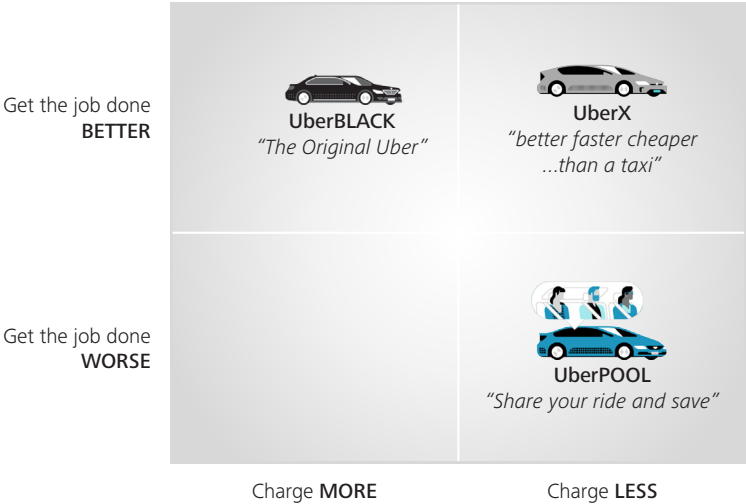 Get the job done
BETTER
UberBLACK
“The Original Uber”
UberX
“better faster cheaper
...than a taxi”
Get the job done
WORSE
UberPOOL
“Share your ride and save”
Charge MORE
Charge LESS